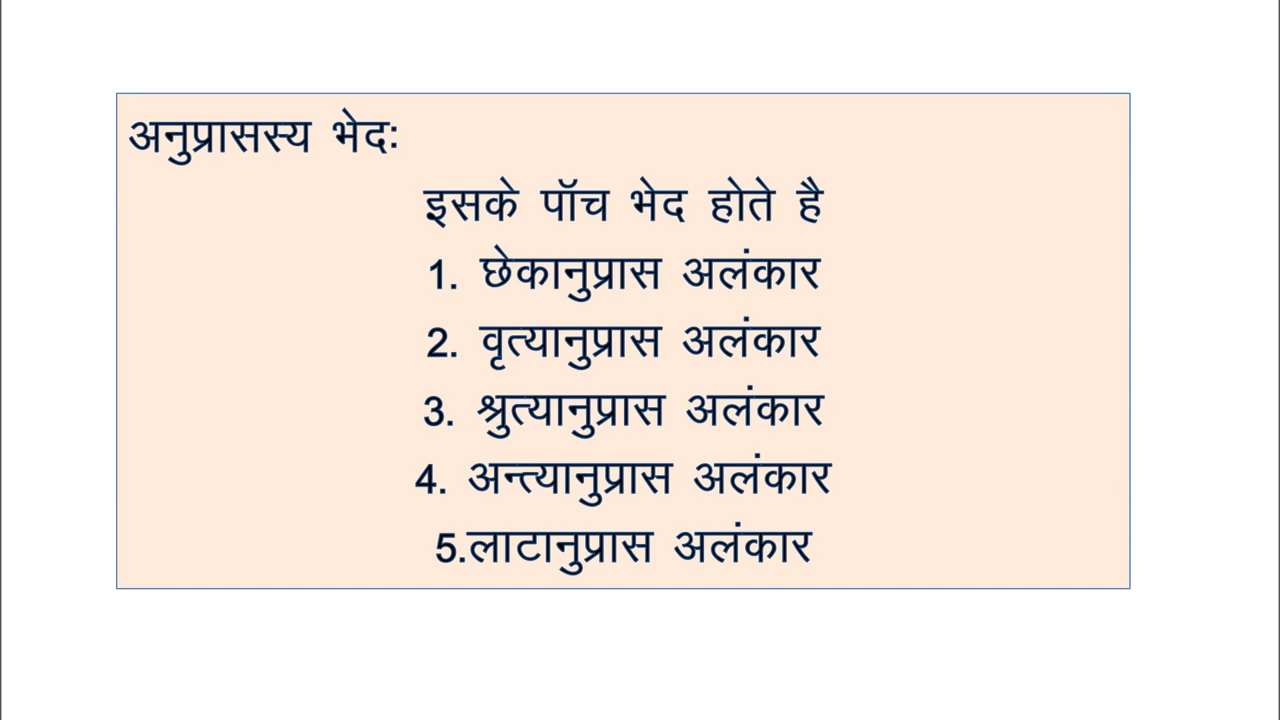 अनुप्रासस्य भेदः
इसके पॉच भेद होते है
1. छेकानुप्रास अलंकार
2. वृत्यानुप्रास अलंकार
3. श्रुत्यानुप्रास अलंकार
4. अन्त्यानुप्रास अलंकार
5.लाटानुप्रास अलंकार